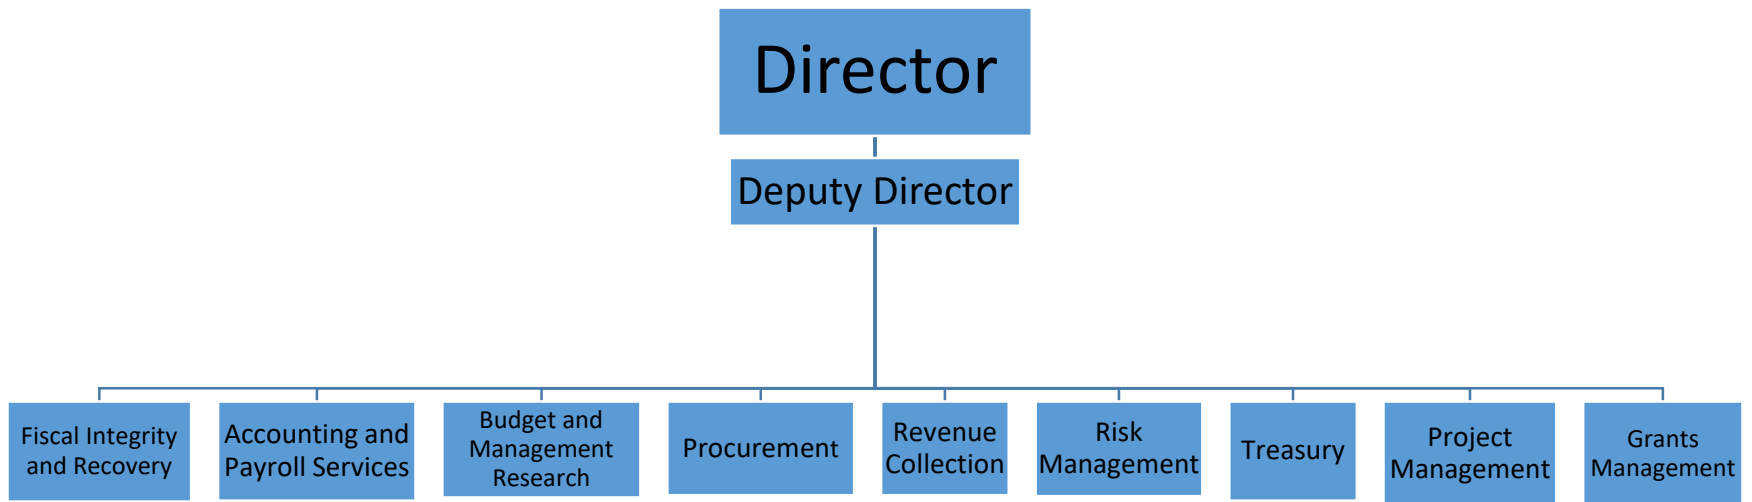 Director
Deputy Director
Fiscal Integrity
and Recovery
Accounting and
Payroll Services
Budget and
Management
Research
Procurement
Revenue
Collection
Risk
Management
Treasury
Project
Management
Grants
Management